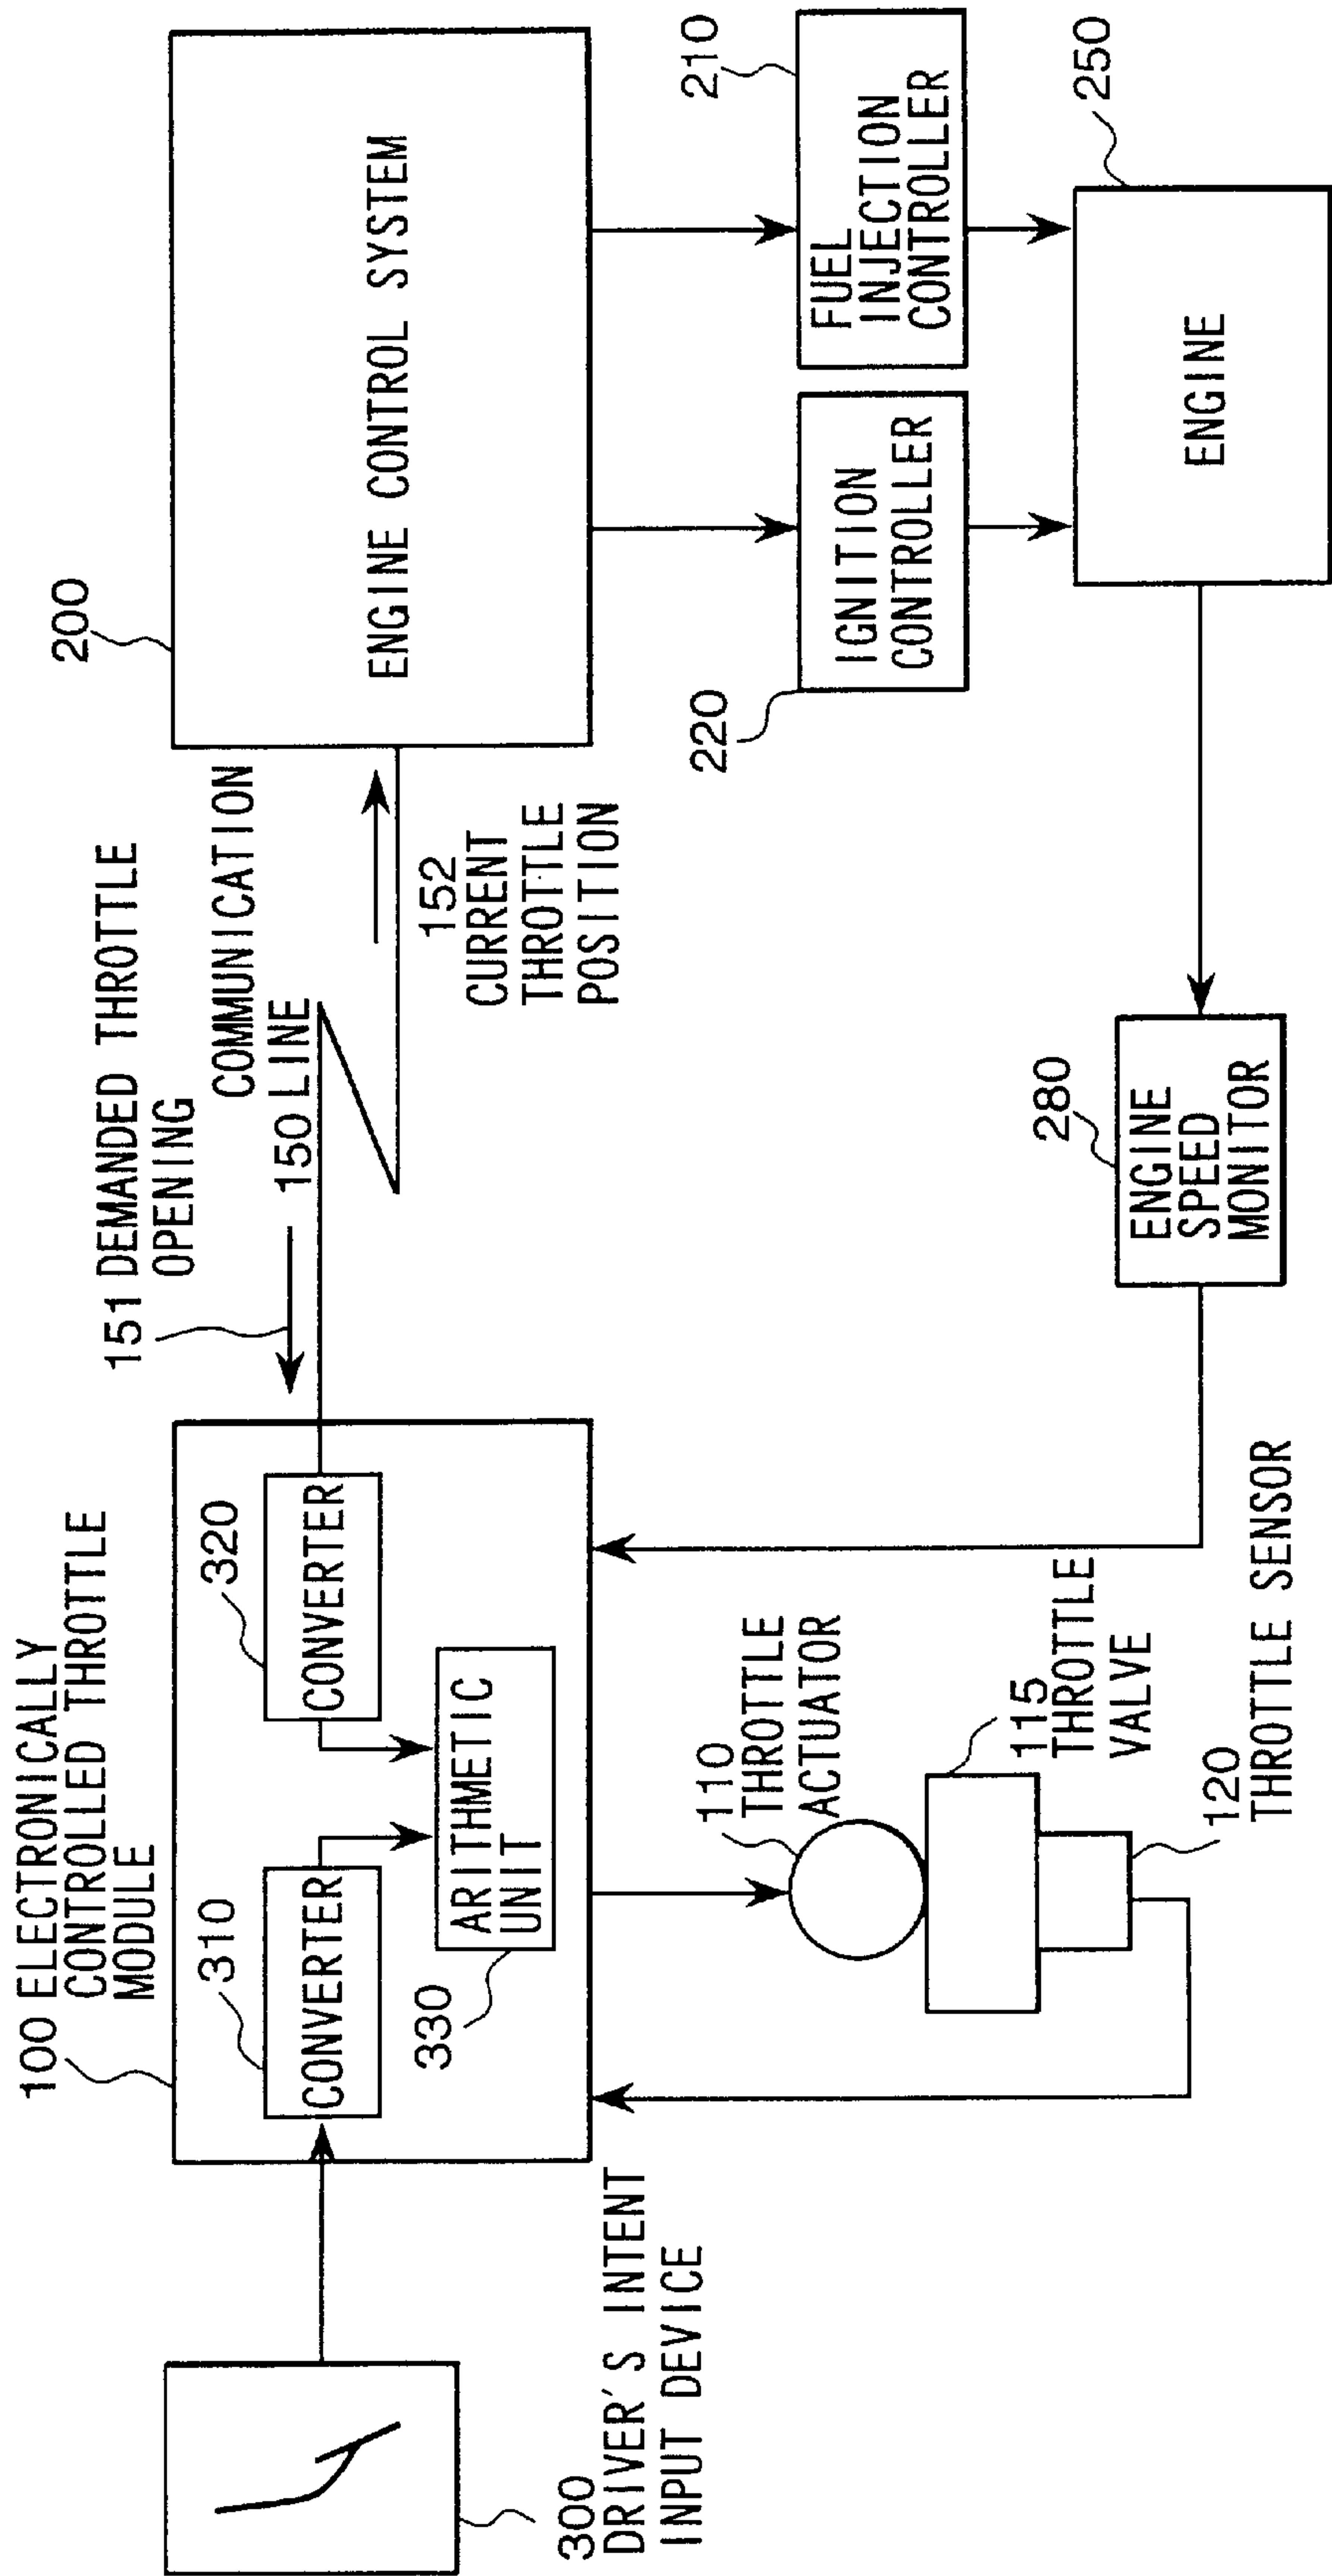 100 ELECTRONICALLY
CONTROLLED THROTTLE
MODULE
310
CONVERTER
320
CONVERTER
330
ARITHMETIC
UNIT
300
DRIVER'S INTENT
INPUT DEVICE
151 DEMANDED THROTTLE
OPENING
COMMUNICATION
150 LINE
152
CURRENT
THROTTLE
POSITION
200
ENGINE CONTROL SYSTEM
110
THROTTLE
ACTUATOR
115
THROTTLE
VALVE
120
THROTTLE SENSOR
220
IGNITION
CONTROLLER
210
FUEL
INJECTION
CONTROLLER
280
ENGINE
SPEED
MONITOR
250
ENGINE